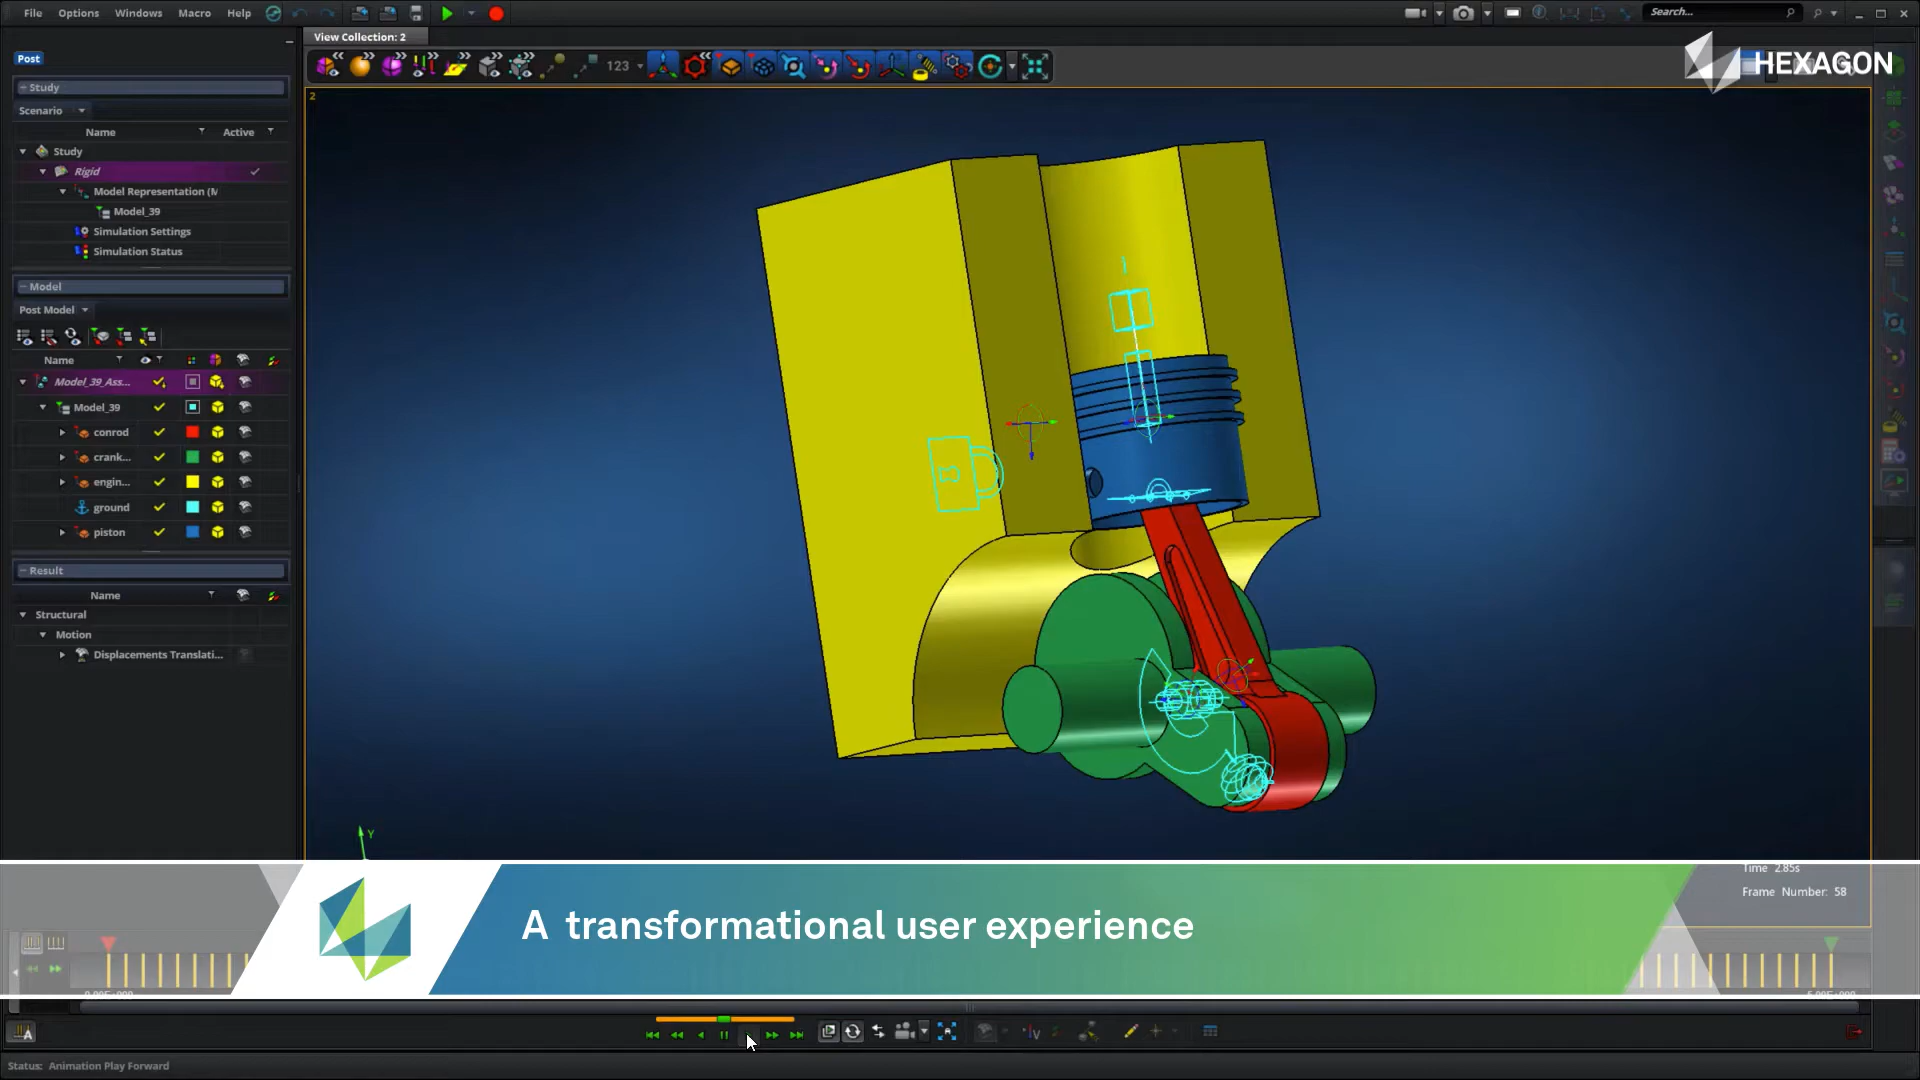 File Options Windows Macro Help
Search...
View Collection: 2
HEXAGON
123
2
Post
Study
Scenario
Name Active
Study
Rigid
Model Representation (M
Model_39
Simulation Settings
Simulation Status
Model
Post Model
Name
Model_39_Ass...
Model_39
conrod
crank...
engin...
ground
piston
Result
Name
Structural
Motion
Displacements Translati...
Y
Time 2.85s
Frame Number: 58
A transformational user experience
Status: Animation Play Forward